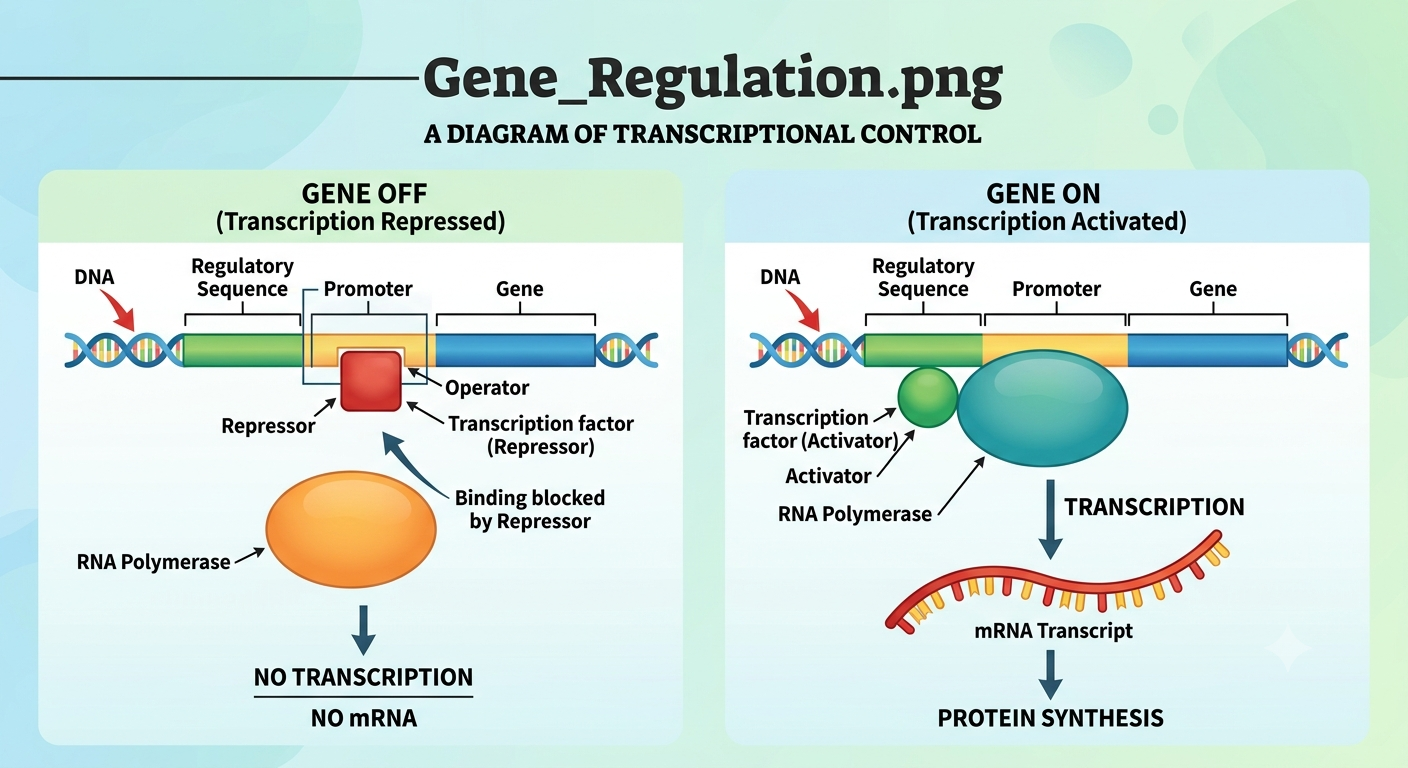 Gene_Regulation.png
A DIAGRAM OF TRANSCRIPTIONAL CONTROL
GENE OFF
(Transcription Repressed)
DNA
Regulatory
Sequence
Promoter
Gene
Operator
Repressor
Transcription factor
(Repressor)
Binding blocked
by Repressor
RNA Polymerase
NO TRANSCRIPTION
NO mRNA
GENE ON
(Transcription Activated)
DNA
Regulatory
Sequence
Promoter
Gene
Transcription
factor (Activator)
Activator
RNA Polymerase
TRANSCRIPTION
mRNA Transcript
PROTEIN SYNTHESIS